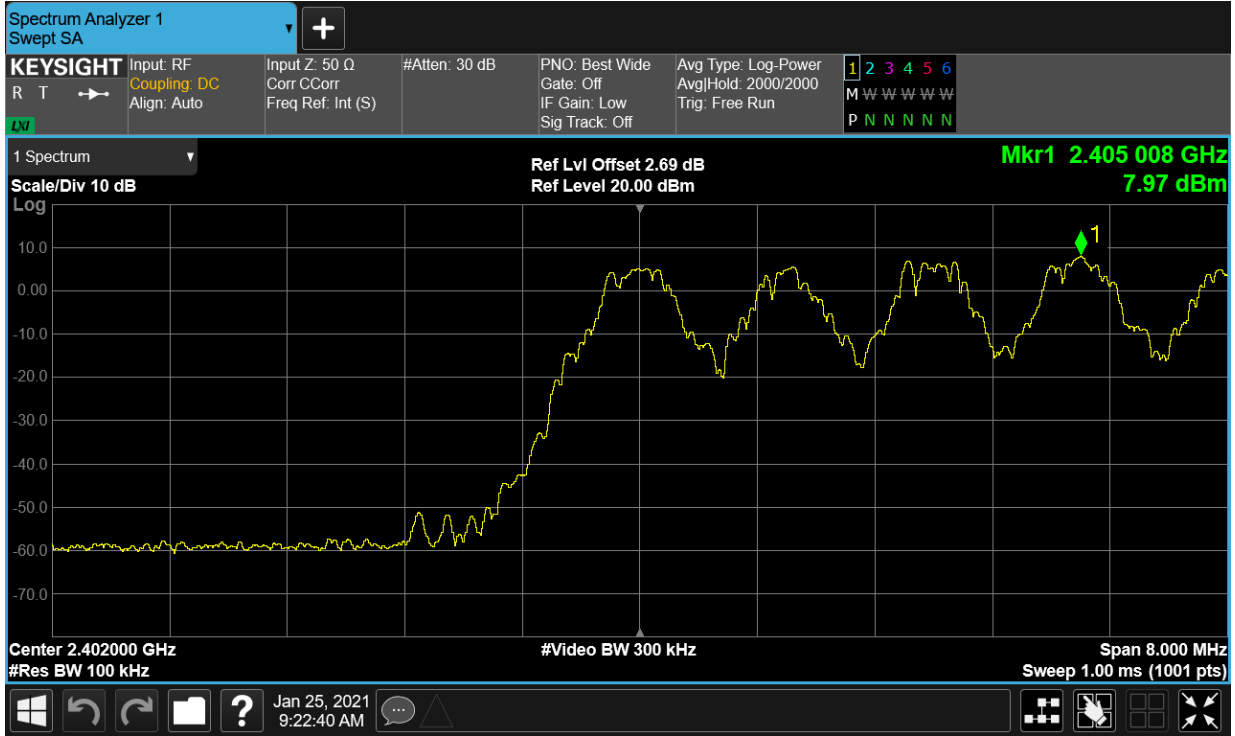 Spectrum Analyzer 1
Swept SA
KEYSIGHT
R T
LXI
Input: RF
Coupling: DC
Align: Auto
Input Z: 50 Ω
Corr CCorr
Freq Ref: Int (S)
#Atten: 30 dB
PNO: Best Wide
Gate: Off
IF Gain: Low
Sig Track: Off
Avg Type: Log-Power
Avg|Hold: 2000/2000
Trig: Free Run
1 2 3 4 5 6
M W W W W W W
P N N N N N N
1 Spectrum
Scale/Div 10 dB
Ref Lvl Offset 2.69 dB
Ref Level 20.00 dBm
Mkr1 2.405 008 GHz
7.97 dBm
Log
1
10.0
0.00
-10.0
-20.0
-30.0
-40.0
-50.0
-60.0
-70.0
Center 2.402000 GHz
#Res BW 100 kHz
#Video BW 300 kHz
Span 8.000 MHz
Sweep 1.00 ms (1001 pts)
?
Jan 25, 2021
9:22:40 AM